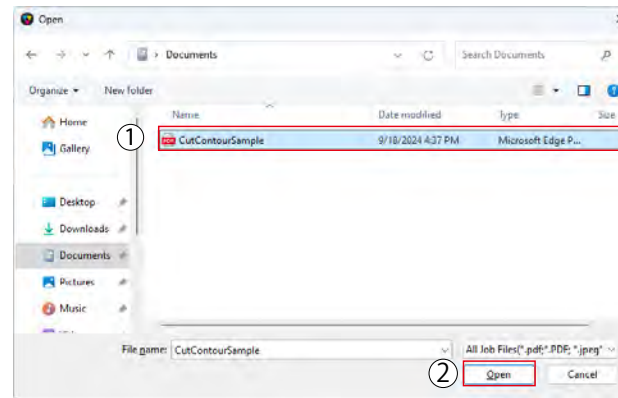 Open
Documents
Search Documents
Organize
New folder
Name
Date modified
Type
Size
Home
Gallery
①
PDF
CutContourSample
9/18/2024 4:37 PM
Microsoft Edge P...
Desktop
Downloads
Documents
Pictures
Music
File name:
CutContourSample
All Job Files(*.pdf;*.PDF; *.jpeg*
②
Open
Cancel